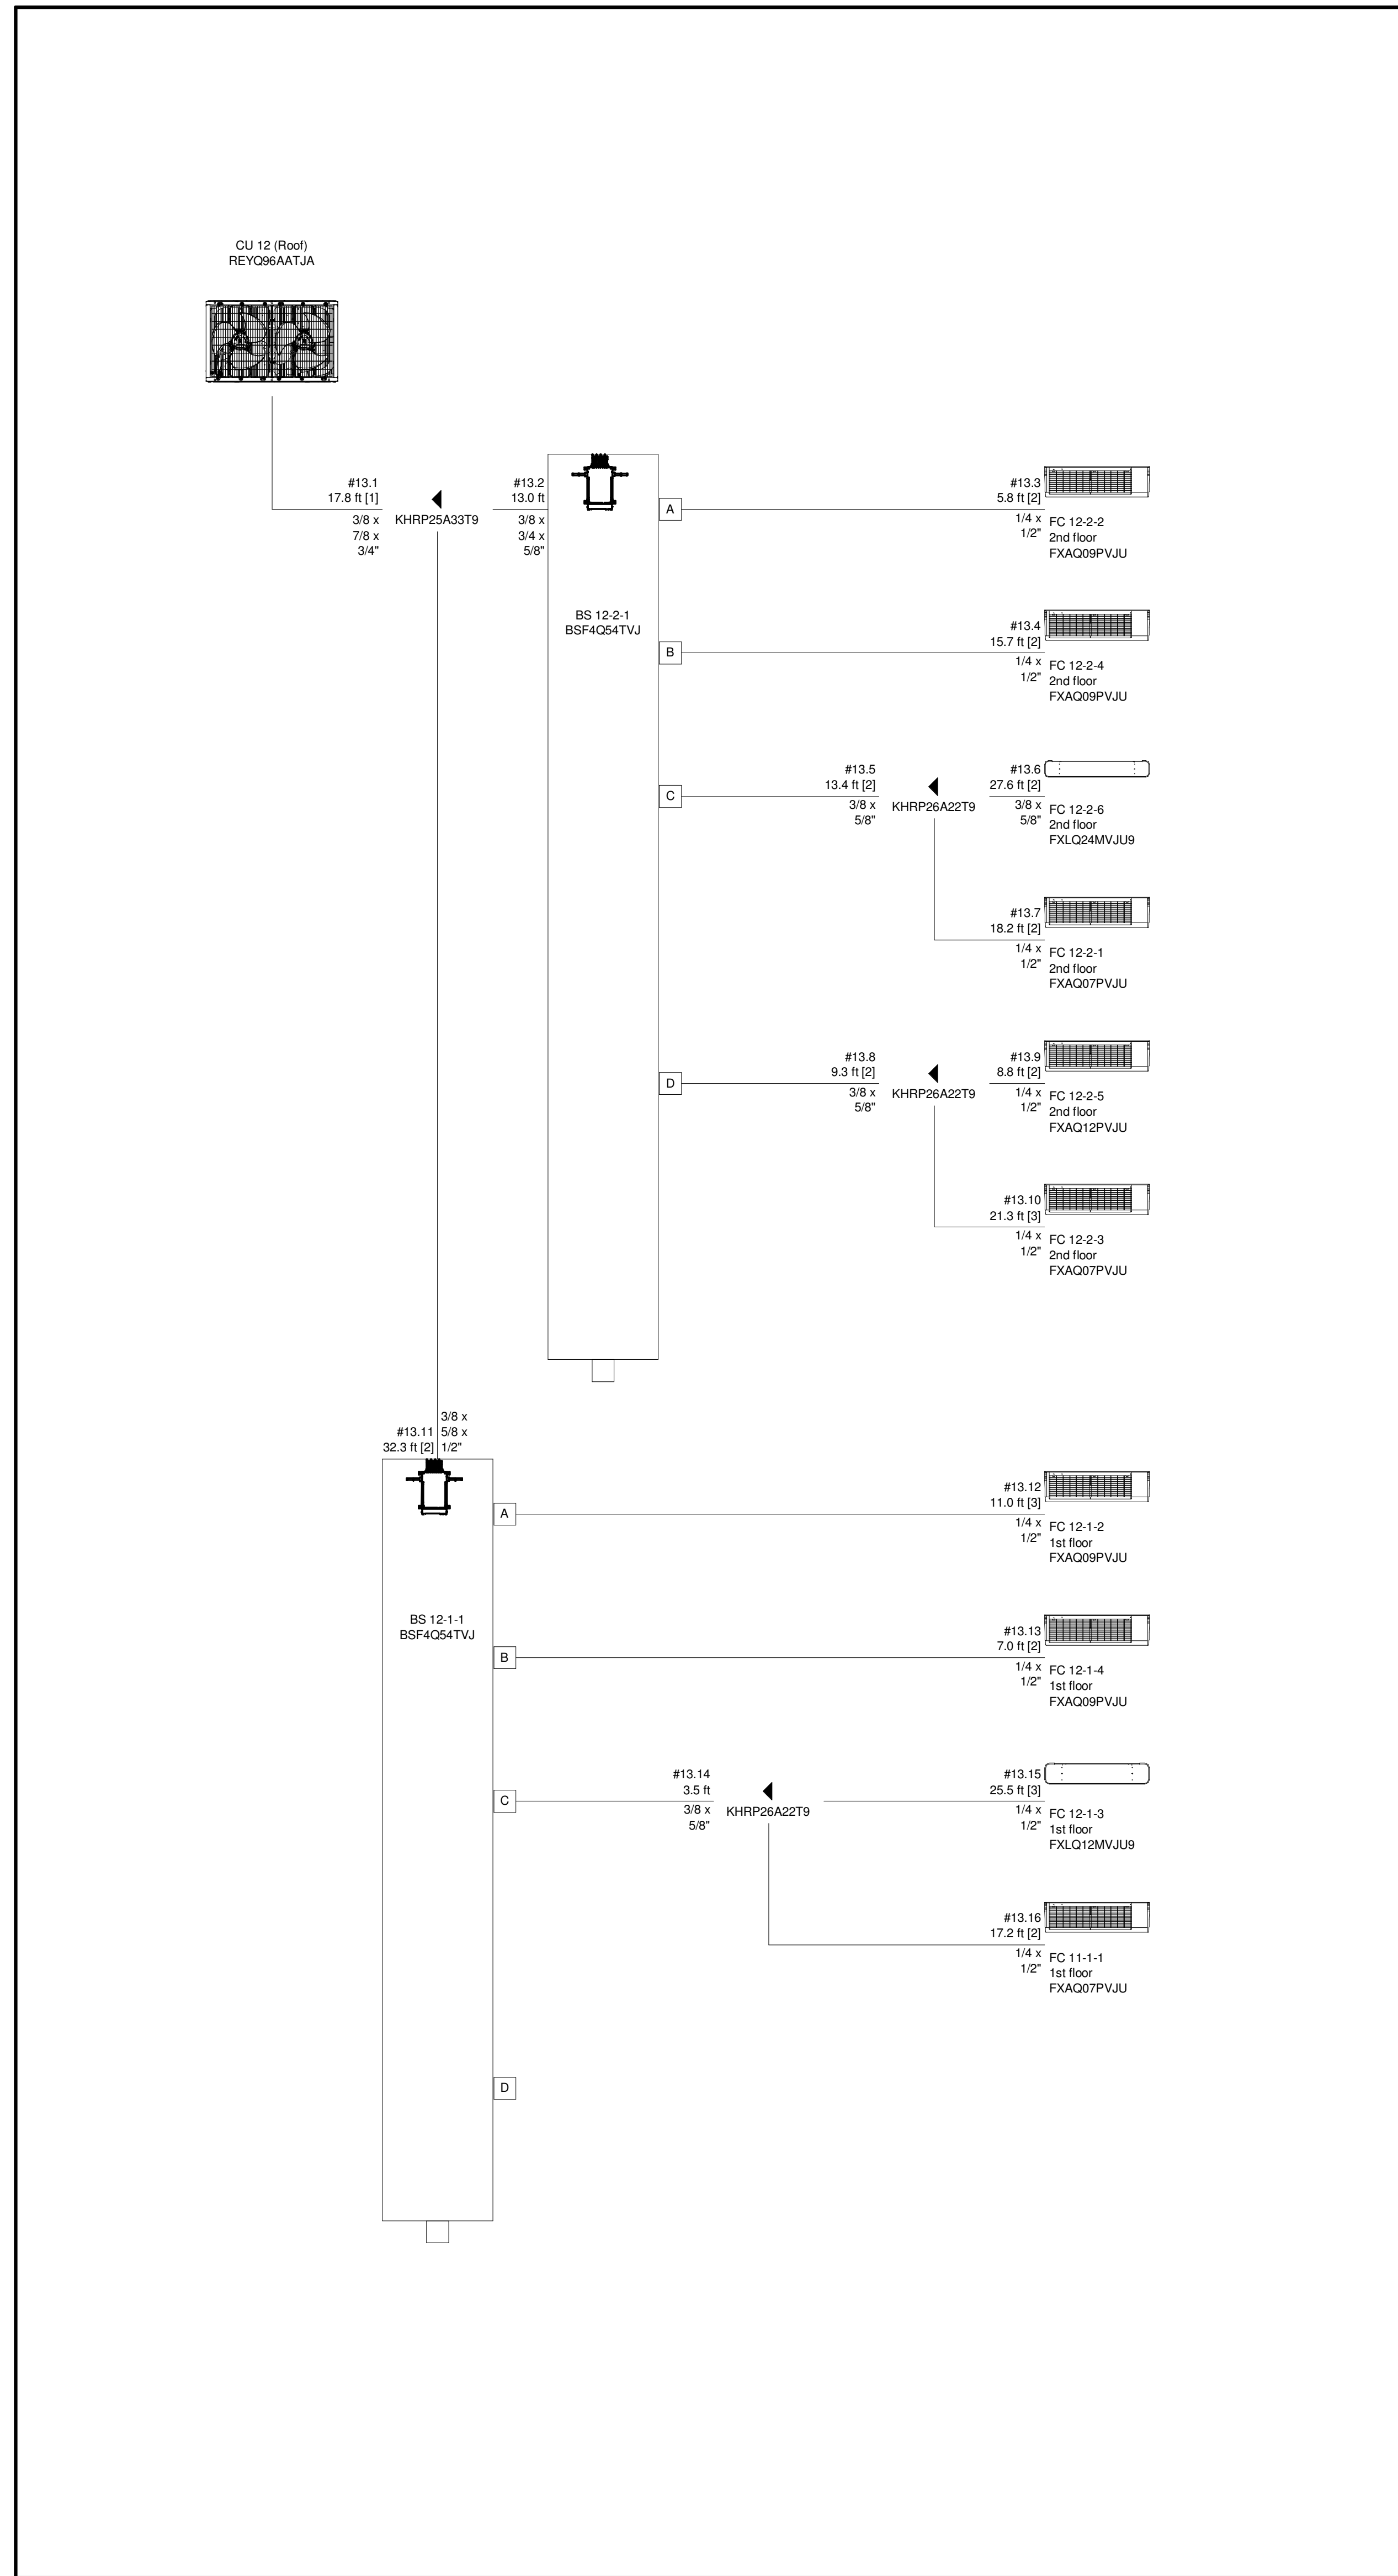 CU 12 (Roof)
REYQ96AATJA
#13.1
17.8 ft [1]
3/8 x
7/8 x
3/4"
KHRP25A33T9
#13.2
13.0 ft
3/8 x
3/4 x
5/8"
BS 12-2-1
BSF4Q54TVJ
A
#13.3
5.8 ft [2]
1/4 x
1/2"
FC 12-2-2
2nd floor
FXAQ09PVJU
B
#13.4
15.7 ft [2]
1/4 x
1/2"
FC 12-2-4
2nd floor
FXAQ09PVJU
C
#13.5
13.4 ft [2]
3/8 x
5/8"
KHRP26A22T9
#13.6
27.6 ft [2]
3/8 x
5/8"
FC 12-2-6
2nd floor
FXLQ24MVJU9
#13.7
18.2 ft [2]
1/4 x
1/2"
FC 12-2-1
2nd floor
FXAQ07PVJU
D
#13.8
9.3 ft [2]
3/8 x
5/8"
KHRP26A22T9
#13.9
8.8 ft [2]
1/4 x
1/2"
FC 12-2-5
2nd floor
FXAQ12PVJU
#13.10
21.3 ft [3]
1/4 x
1/2"
FC 12-2-3
2nd floor
FXAQ07PVJU
#13.11
32.3 ft [2]
3/8 x
5/8 x
1/2"
BS 12-1-1
BSF4Q54TVJ
A
#13.12
11.0 ft [3]
1/4 x
1/2"
FC 12-1-2
1st floor
FXAQ09PVJU
B
#13.13
7.0 ft [2]
1/4 x
1/2"
FC 12-1-4
1st floor
FXAQ09PVJU
C
#13.14
3.5 ft
3/8 x
5/8"
KHRP26A22T9
#13.15
25.5 ft [3]
1/4 x
1/2"
FC 12-1-3
1st floor
FXLQ12MVJU9
#13.16
17.2 ft [2]
1/4 x
1/2"
FC 11-1-1
1st floor
FXAQ07PVJU
D